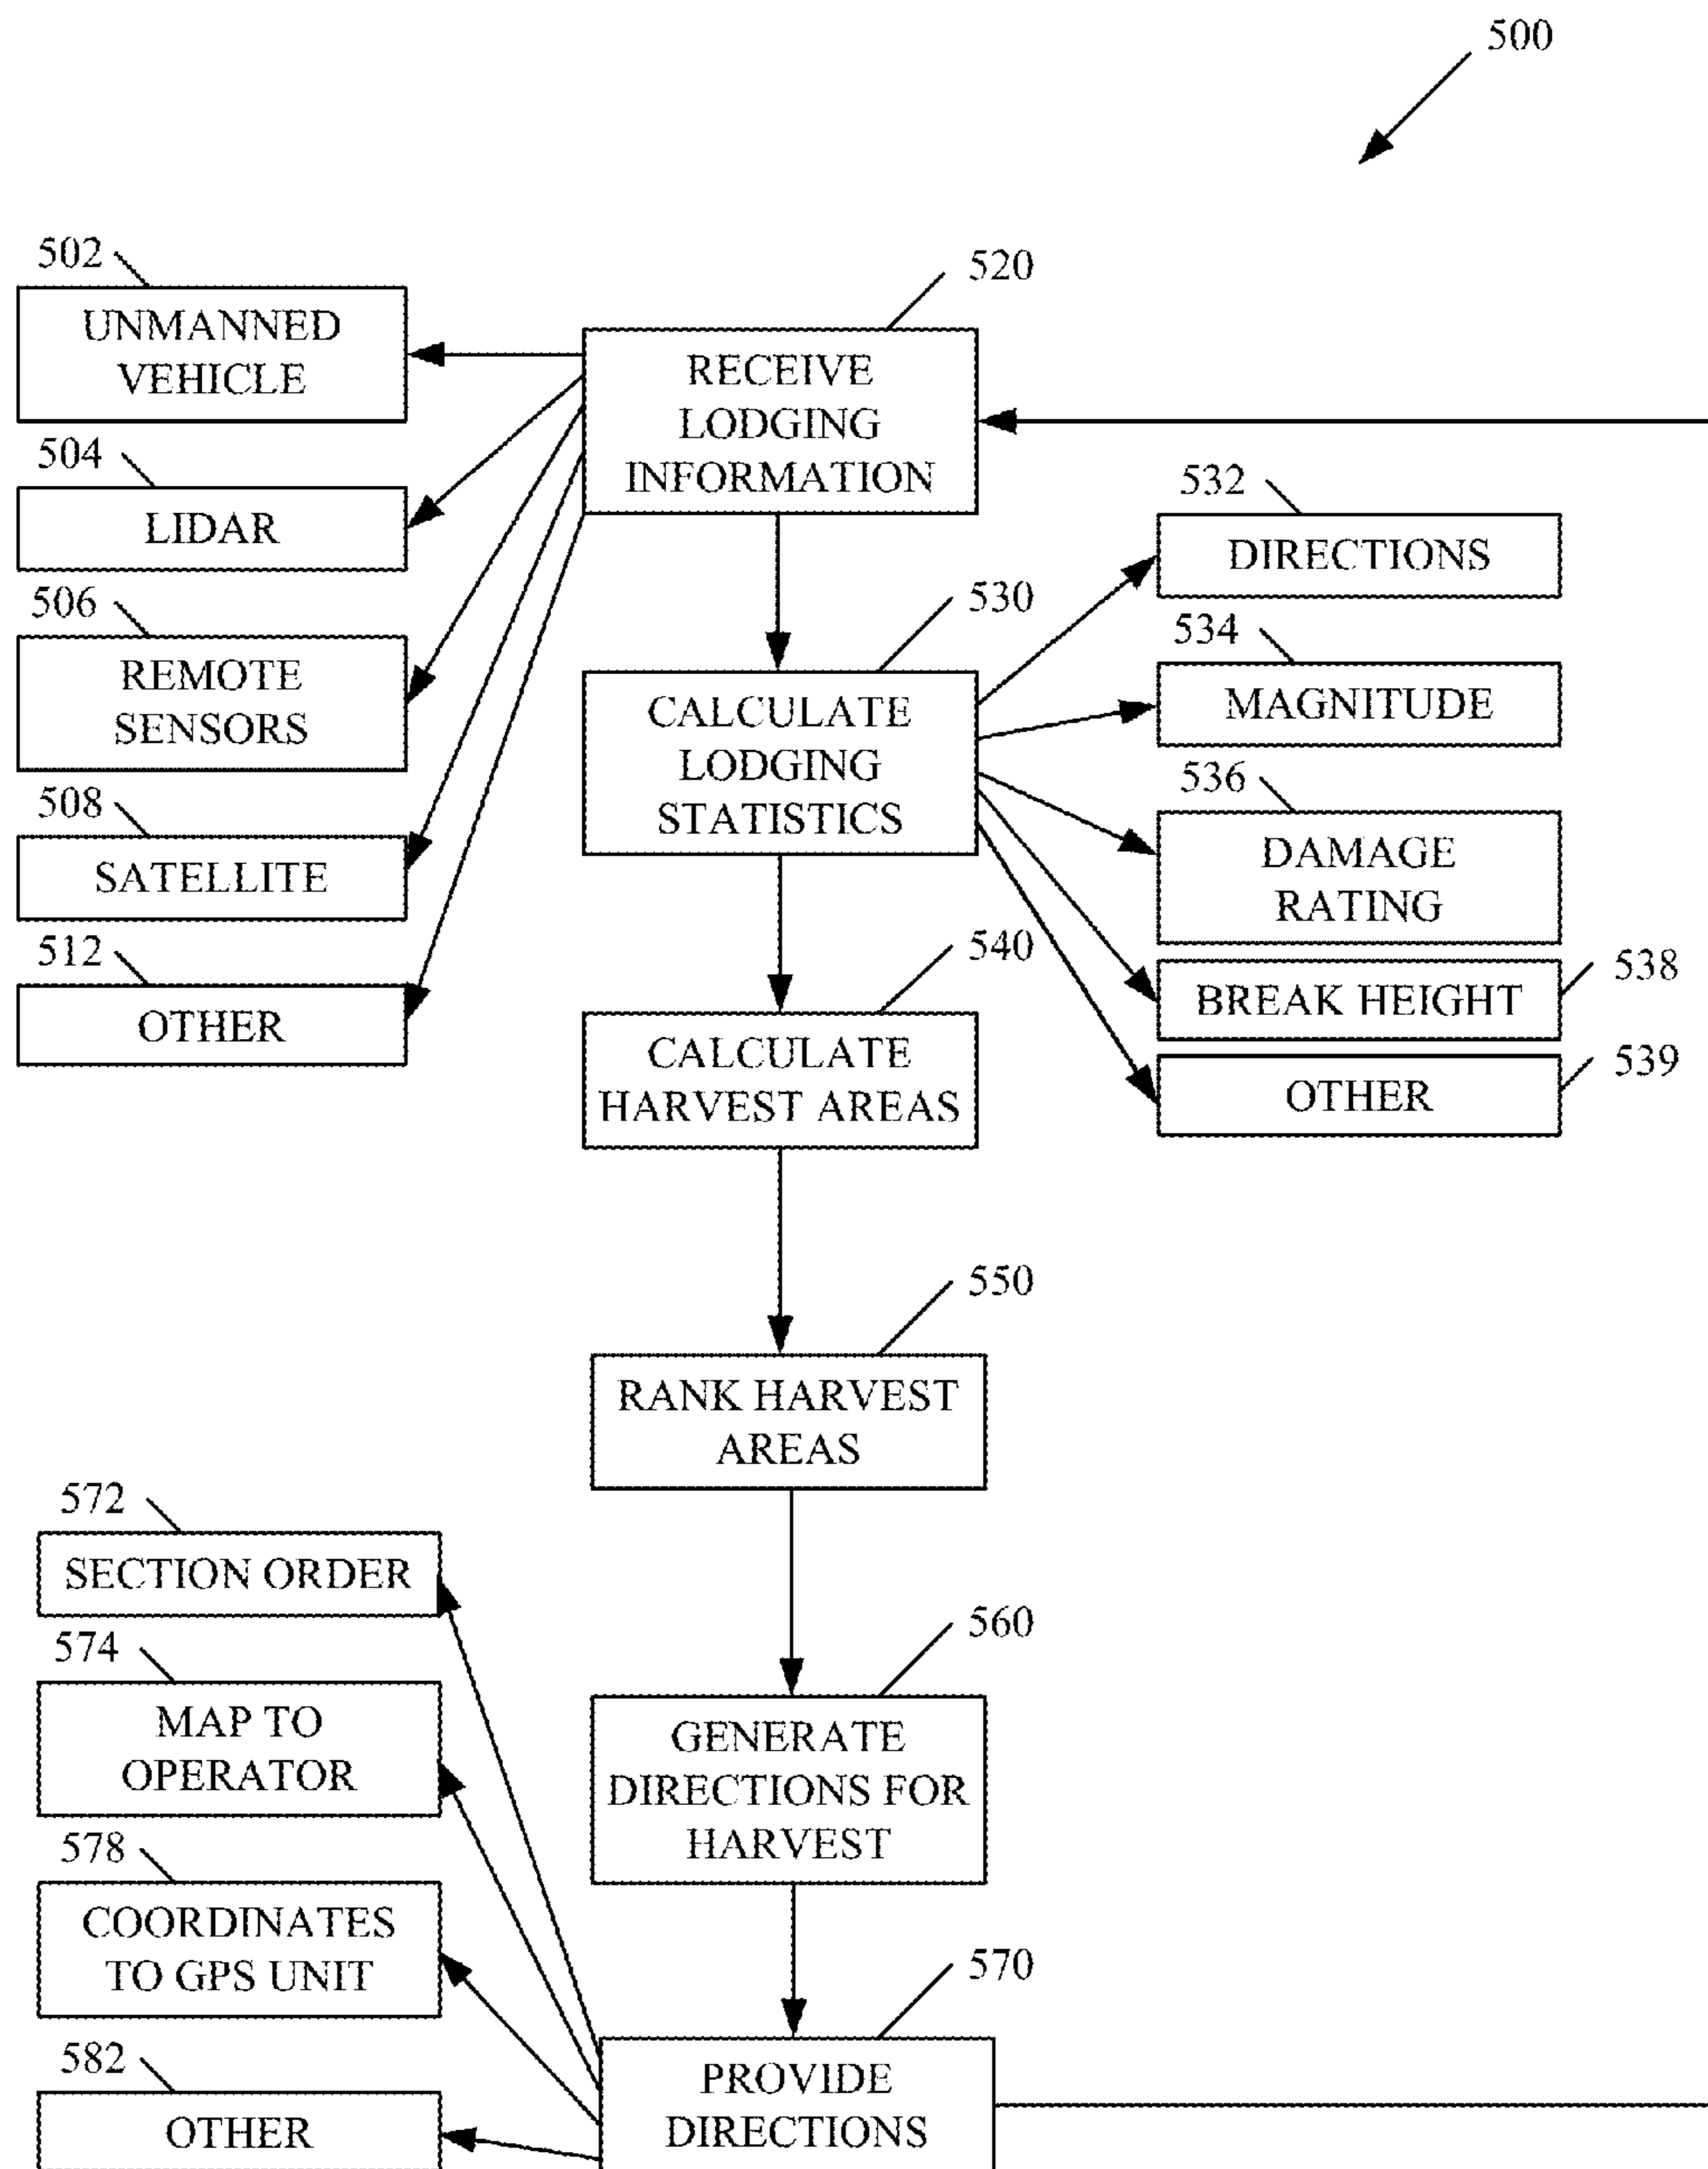 500
502
UNMANNED
VEHICLE
504
LIDAR
506
REMOTE
SENSORS
508
SATELLITE
512
OTHER
520
RECEIVE
LODGING
INFORMATION
530
CALCULATE
LODGING
STATISTICS
532
DIRECTIONS
534
MAGNITUDE
536
DAMAGE
RATING
BREAK HEIGHT
538
OTHER
539
540
CALCULATE
HARVEST AREAS
550
RANK HARVEST
AREAS
560
GENERATE
DIRECTIONS FOR
HARVEST
570
PROVIDE
DIRECTIONS
572
SECTION ORDER
574
MAP TO
OPERATOR
578
COORDINATES
TO GPS UNIT
582
OTHER